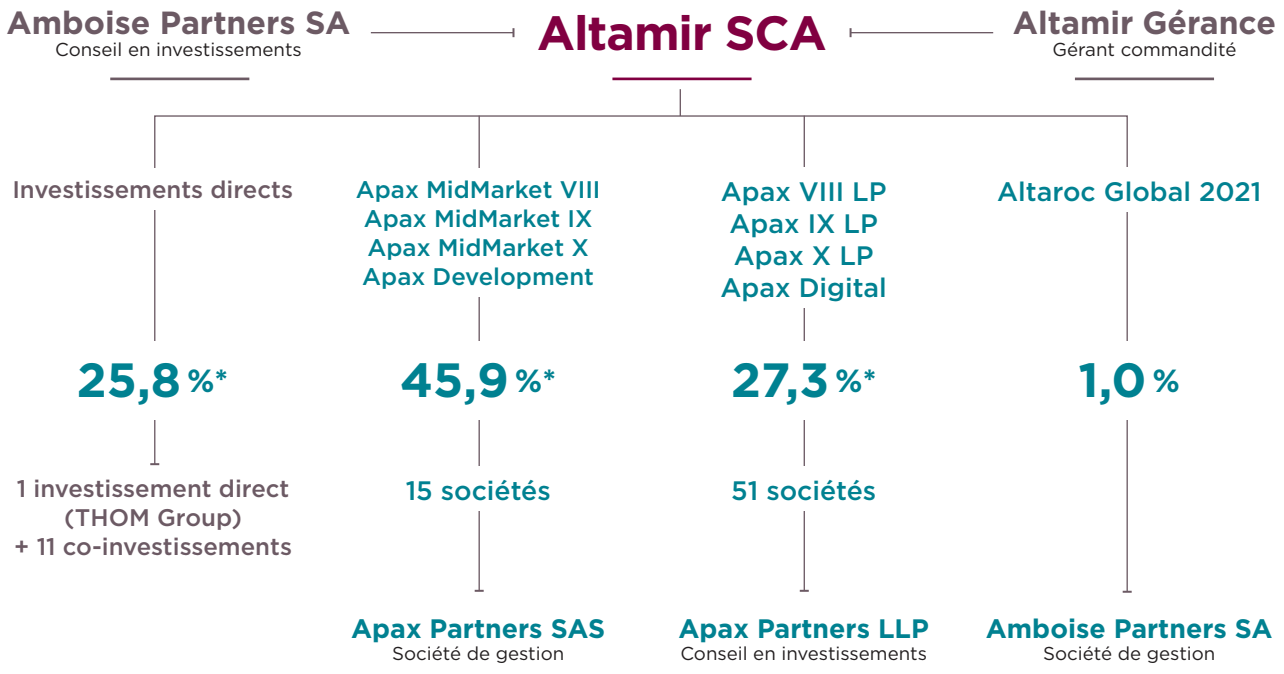 Amboise Partners SA
Conseil en investissements
Altamir SCA
Altamir Gérance
Gérant commandité
Investissements directs
25,8 %*
1 investissement direct
(THOM Group)
+ 11 co-investissements
Apax MidMarket VIII
Apax MidMarket IX
Apax MidMarket X
Apax Development
45,9 %*
15 sociétés
Apax Partners SAS
Société de gestion
Apax VIII LP
Apax IX LP
Apax X LP
Apax Digital
27,3 %*
51 sociétés
Apax Partners LLP
Conseil en investissements
Altaroc Global 2021
1,0 %
Amboise Partners SA
Société de gestion